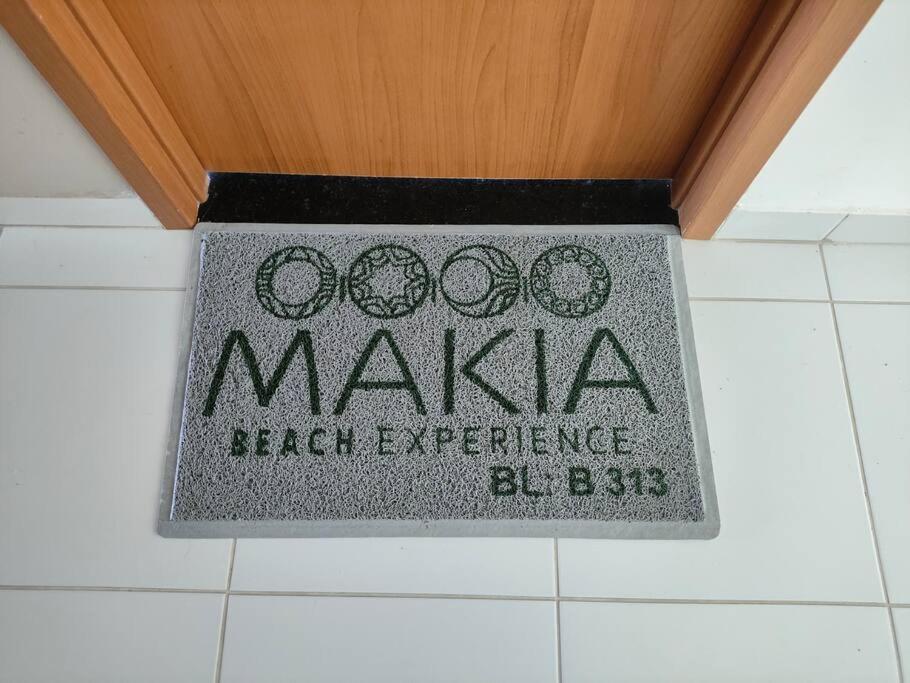 MAKIA
BEACH EXPERIENCE
BL: B 313